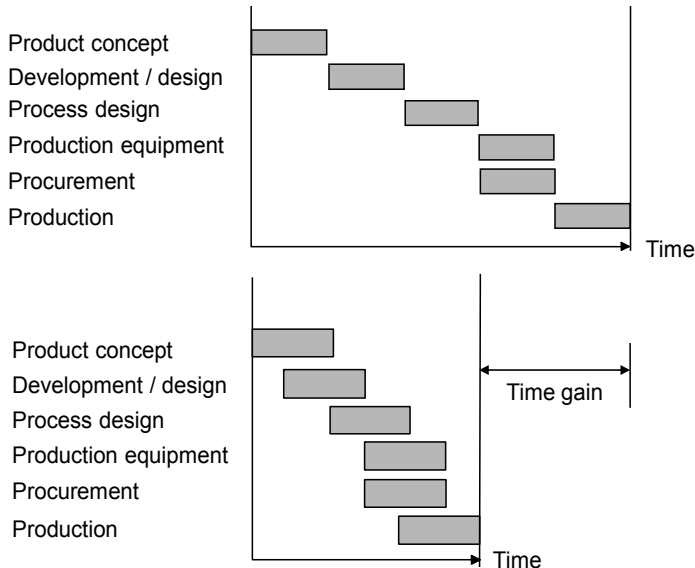 Product concept
Development / design
Process design
Production equipment
Procurement
Production
Time
Product concept
Development / design
Time gain
Process design
Production equipment
Procurement
Production
Time